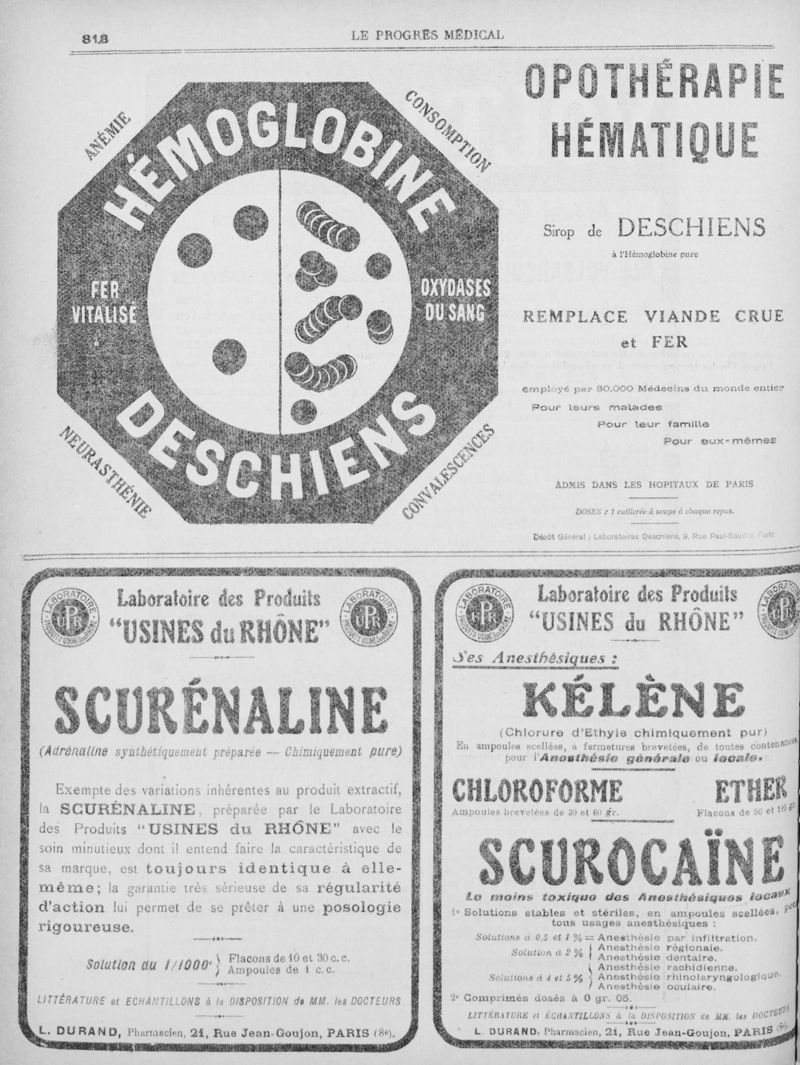 818
LE PROGRÈS MÉDICAL
ANÉMIE
CONSOMPTION
HÉMOGLOBINE
FER
VITALISÉ
OXYDASES
DU SANG
DESCHIENS
NEURASTHÉNIE
CONVALESCENCES
OPOTHÉRAPIE
HÉMATIQUE
Sirop de DESCHIENS
à l'Hémoglobine pure
REMPLACE VIANDE CRUE
et FER
employé par 30,000 Médecins du monde entier
Pour leurs malades
Pour leur famille
Pour eux-mêmes
ADMIS DANS LES HOPITAUX DE PARIS
DOSES : 1 cuillerée à soupe à chaque repas.
Dépôt Général : Laboratoires Deschiens, 9, Rue Paul-Baudry, Paris
Laboratoire des Produits
"USINES du RHÔNE"
SCURÉNALINE
(Adrénaline synthétiquement préparée — Chimiquement pure)
Exempte des variations inhérentes au produit extractif,
la SCURÉNALINE, préparée par le Laboratoire
des Produits "USINES du RHÔNE" avec le
soin minutieux dont il entend faire la caractéristique de
sa marque, est toujours identique à elle-
même; la garantie très sérieuse de sa régularité
d'action lui permet de se prêter à une posologie
rigoureuse.
Solution au 1/1000e } Flacons de 10 et 30 c.c.
Ampoules de 1 c.c.
LITTÉRATURE et ECHANTILLONS à la DISPOSITION de MM. les DOCTEURS
L. DURAND, Pharmacien, 21, Rue Jean-Goujon, PARIS (8e).
Laboratoire des Produits
"USINES du RHÔNE"
Ses Anesthésiques :
KÉLÈNE
(Chlorure d'Ethyle chimiquement pur)
En ampoules scellées, à fermetures brevetées, de toutes contenances,
pour l'Anesthésie générale ou locale.
CHLOROFORME ETHER
Ampoules brevetées de 30 et 60 gr. Flacons de 50 et gr.
SCUROCAÏNE
Le moins toxique des Anesthésiques locaux
1º Solutions stables et stériles, en ampoules scellées, pour
tous usages anesthésiques :
Solutions à 0,5 et 1 % = Anesthésie par infiltration.
Solution à 2 % { Anesthésie régionale.
Anesthésie dentaire.
Solutions à 4 et 5 % { Anesthésie rachidienne.
Anesthésie rhinolaryngologique.
Anesthésie oculaire.
2º Comprimés dosés à 0 gr. 05.
LITTÉRATURE et ÉCHANTILLONS à la DISPOSITION de MM. les DOCTEURS
L. DURAND, Pharmacien, 21, Rue Jean-Goujon, PARIS (8e).